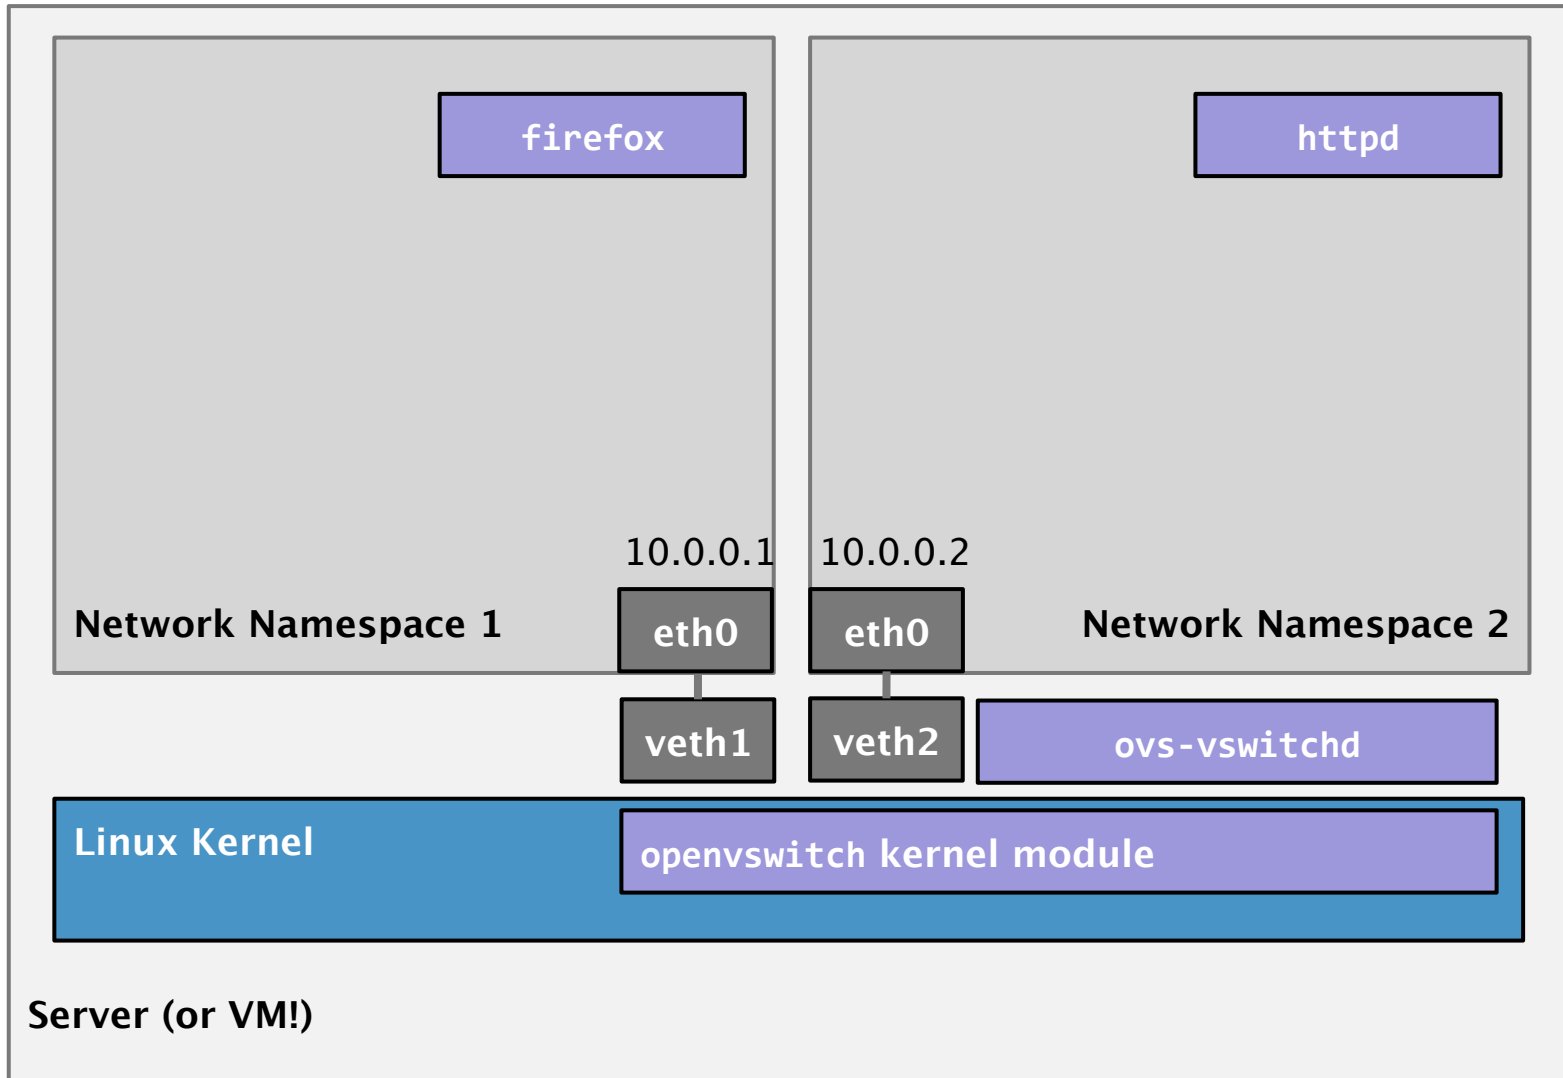 firefox
httpd
10.0.0.1
10.0.0.2
Network Namespace 1
eth0
eth0
Network Namespace 2
veth1
veth2
ovs-vswitchd
Linux Kernel
openvswitch kernel module
Server (or VM!)